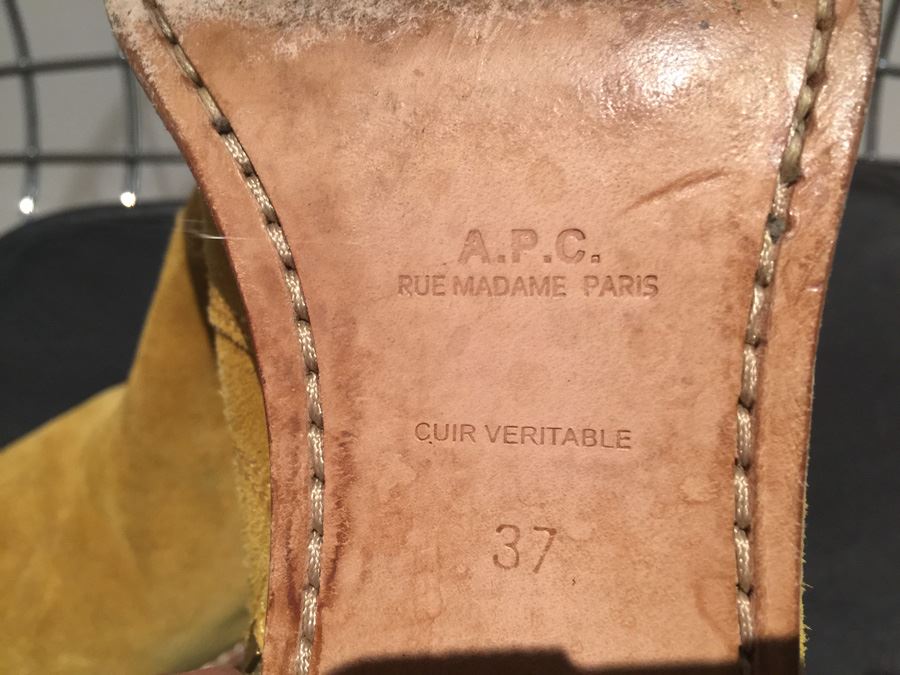 A.P.C.
RUE MADAME PARIS
CUIR VERITABLE
37